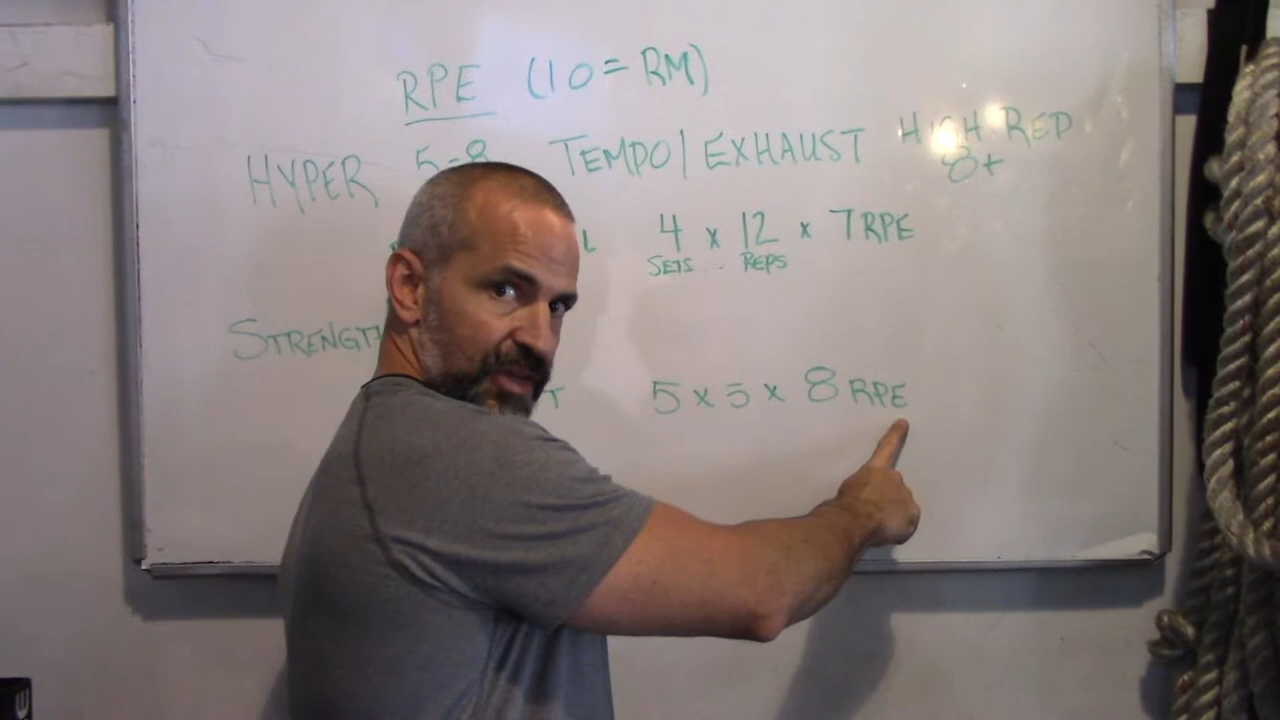 RPE (10 = RM)
HYPER 5-8 TEMPO/EXHAUST HIGH REP
8+
4 x 12 x 7 RPE
SETS REPS
STRENGTH
5 x 5 x 8 RPE